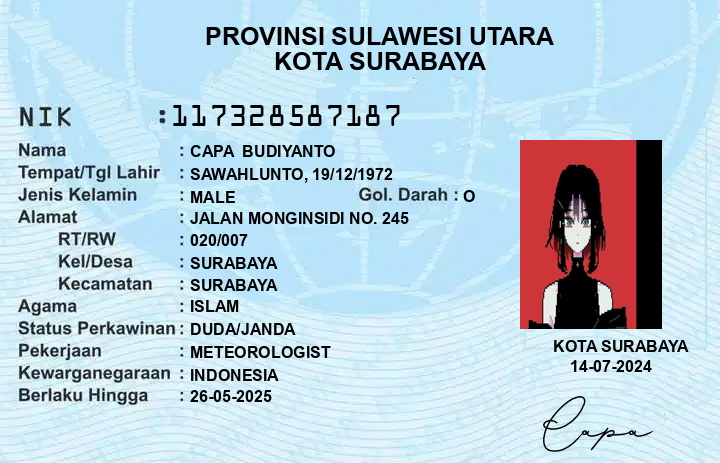 PROVINSI SULAWESI UTARA
KOTA SURABAYA
NIK :117328587187
Nama : CAPA BUDIYANTO
Tempat/Tgl Lahir : SAWAHLUNTO, 19/12/1972
Jenis Kelamin : MALE Gol. Darah : O
Alamat : JALAN MONGINSIDI NO. 245
RT/RW : 020/007
Kel/Desa : SURABAYA
Kecamatan : SURABAYA
Agama : ISLAM
Status Perkawinan : DUDA/JANDA
Pekerjaan : METEOROLOGIST
Kewarganegaraan : INDONESIA
Berlaku Hingga : 26-05-2025
KOTA SURABAYA
14-07-2024
Capa